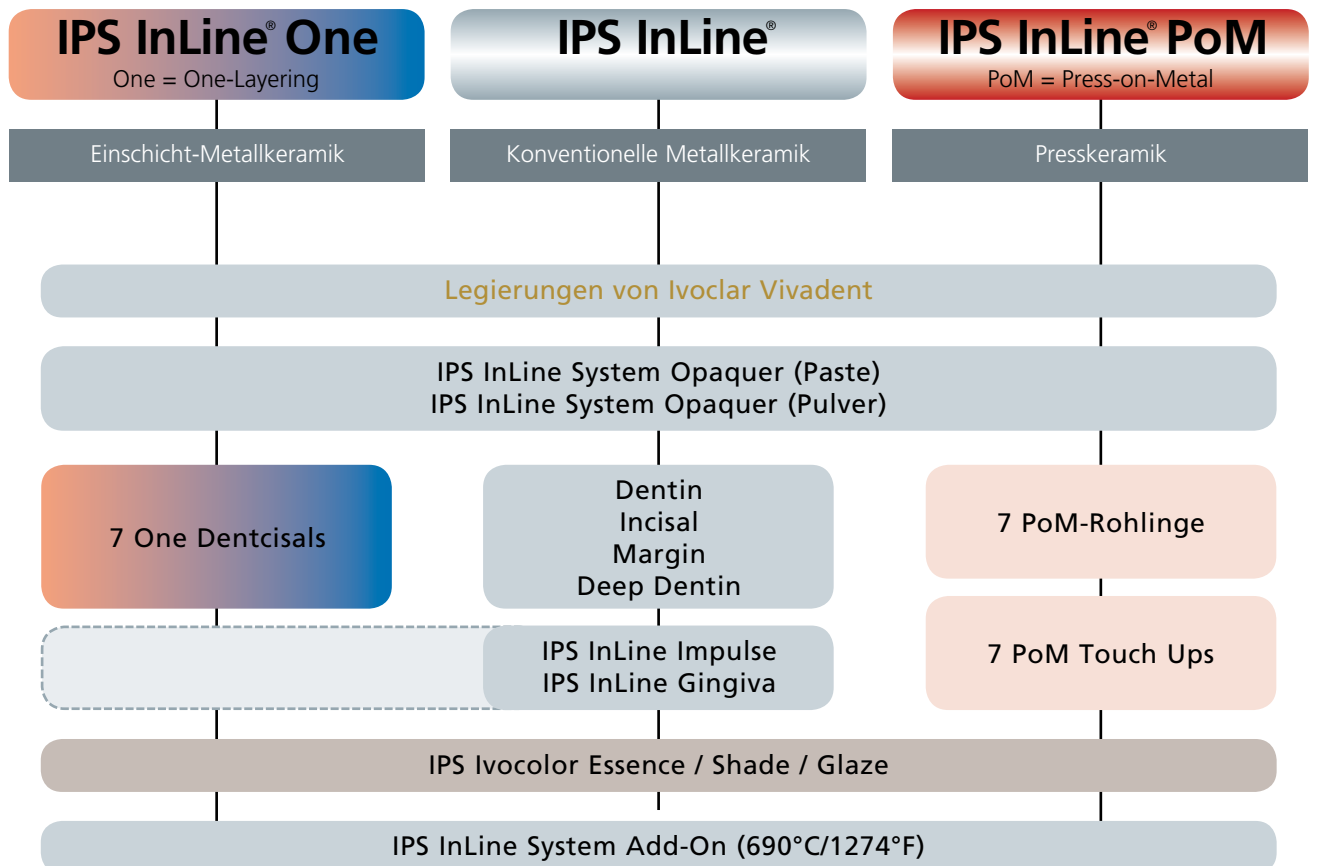 IPS InLine® One
One = One-Layering
IPS InLine®
IPS InLine® PoM
PoM = Press-on-Metal
Einschicht-Metallkeramik
Konventionelle Metallkeramik
Presskeramik
Legierungen von Ivoclar Vivadent
IPS InLine System Opaquer (Paste)
IPS InLine System Opaquer (Pulver)
7 One Dentcisals
Dentin
Incisal
Margin
Deep Dentin
7 PoM-Rohlinge
IPS InLine Impulse
IPS InLine Gingiva
7 PoM Touch Ups
IPS Ivocolor Essence / Shade / Glaze
IPS InLine System Add-On (690°C/1274°F)